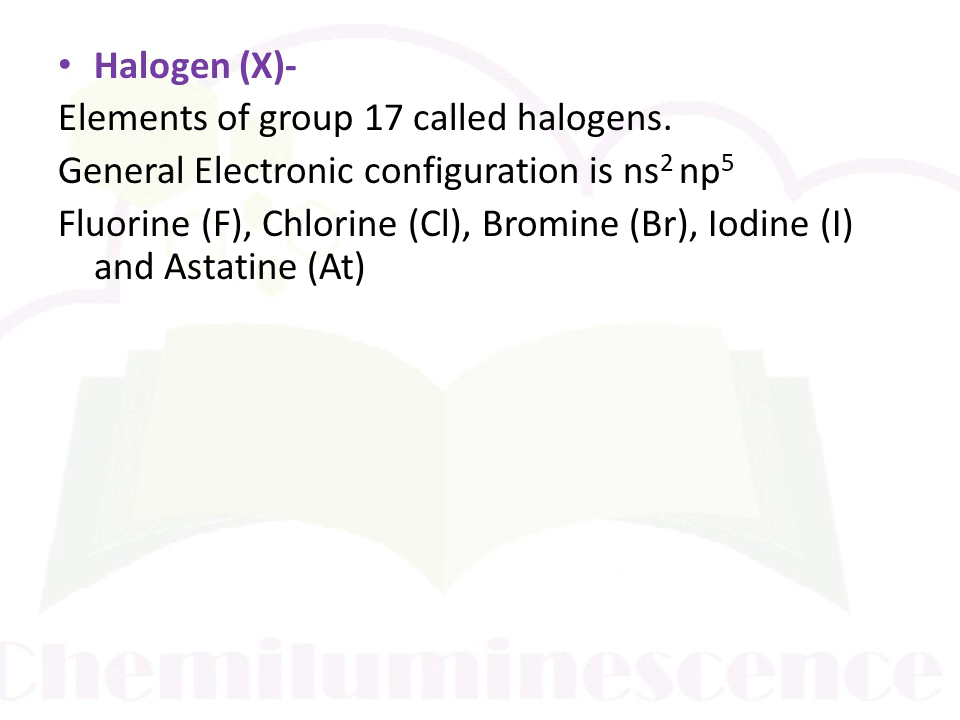 • Halogen (X)-
Elements of group 17 called halogens.
General Electronic configuration is ns² np⁵
Fluorine (F), Chlorine (Cl), Bromine (Br), Iodine (I)
and Astatine (At)
Chemiluminescence